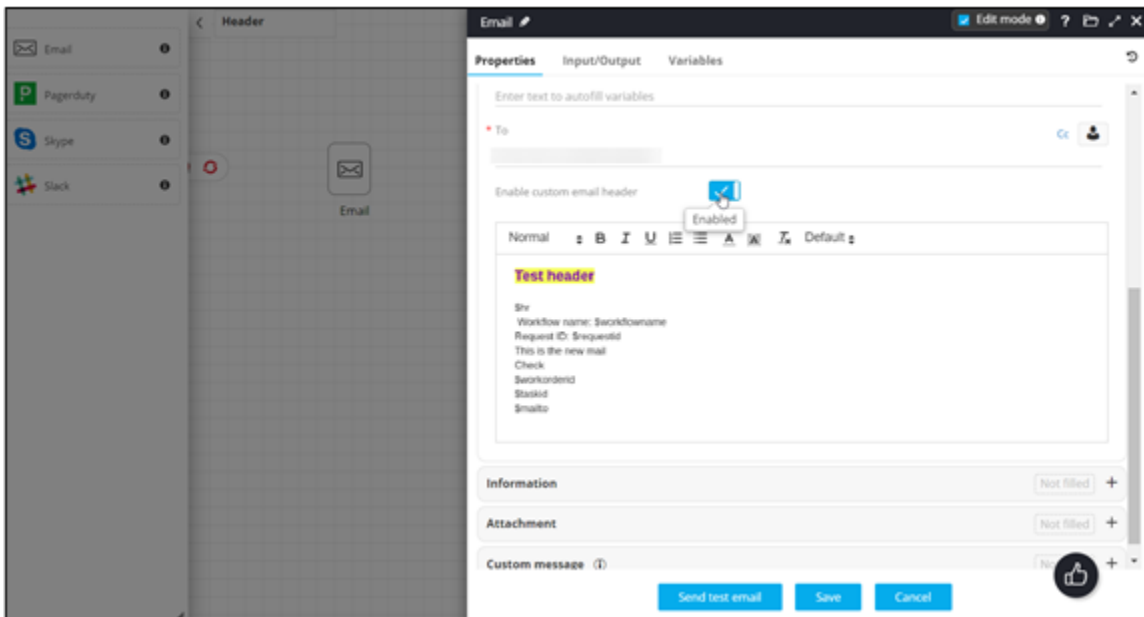 Email
Pagerduty
Skype
Slack
Header
Email
Email
Edit mode
?
Properties Input/Output Variables
Enter text to autofill variables
* To
Cc
Enable custom email header
Enabled
Normal B I U A A Tx Default
Test header
$hr
Workflow name: $workflowname
Request ID: $requestid
This is the new mail
Check
$workorderid
$taskid
$mailto
Information Not filled +
Attachment Not filled +
Custom message +
Send test email Save Cancel